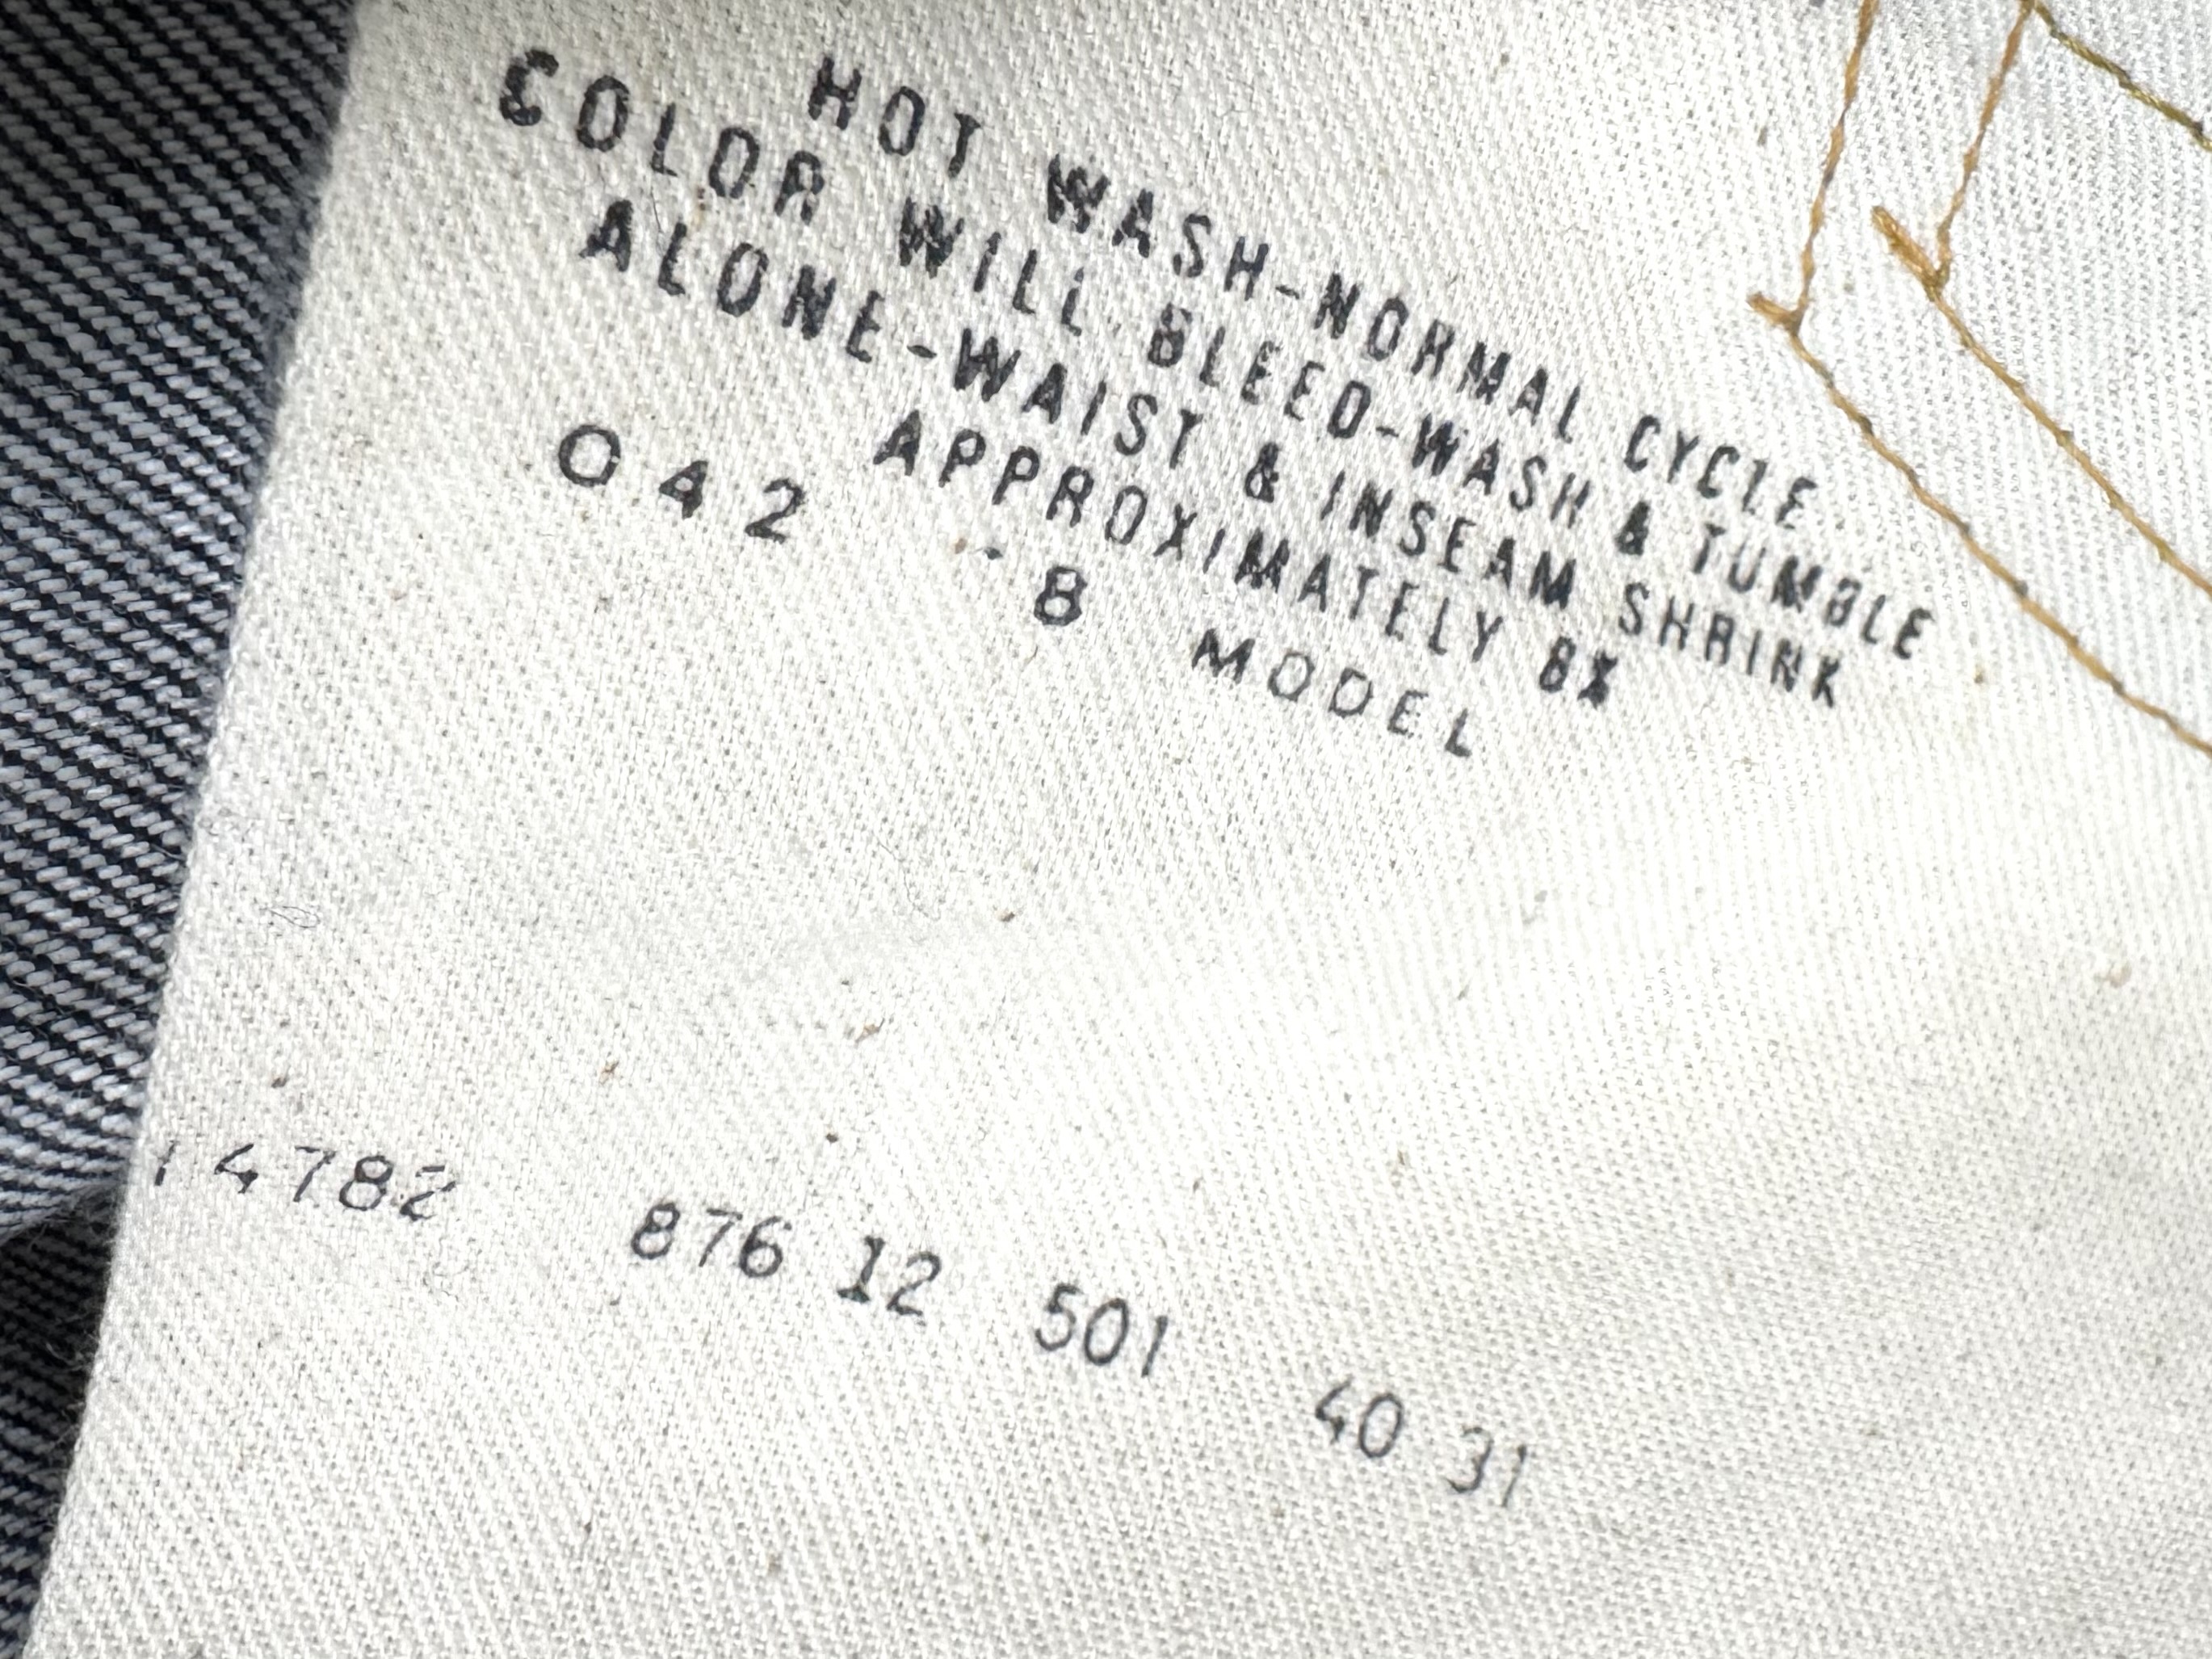 HOT WASH-NORMAL CYCLE
COLOR WILL BLEED-WASH & TUMBLE
ALONE-WAIST & INSEAM SHRINK
APPROXIMATELY 8%
042 8 MODEL
14782 876 12 501 40 31